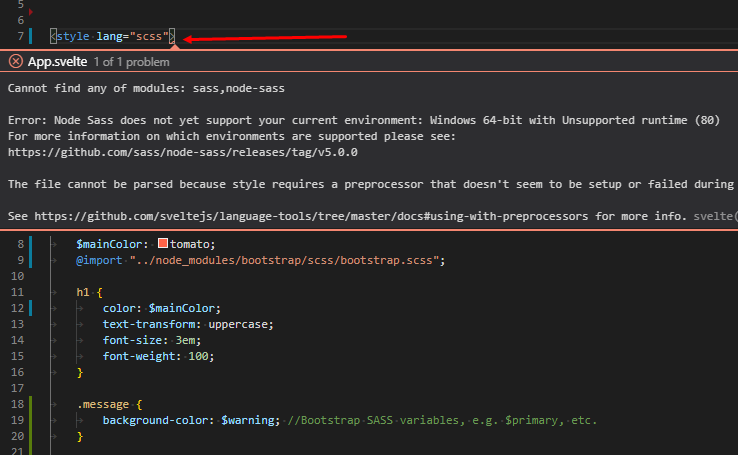 5
6
7 <style lang="scss">
App.svelte 1 of 1 problem
Cannot find any of modules: sass,node-sass
Error: Node Sass does not yet support your current environment: Windows 64-bit with Unsupported runtime (80)
For more information on which environments are supported please see:
https://github.com/sass/node-sass/releases/tag/v5.0.0
The file cannot be parsed because style requires a preprocessor that doesn't seem to be setup or failed during
See https://github.com/sveltejs/language-tools/tree/master/docs#using-with-preprocessors for more info. svelte(
8 $mainColor: tomato;
9 @import "../node_modules/bootstrap/scss/bootstrap.scss";
10
11 h1 {
12 color: $mainColor;
13 text-transform: uppercase;
14 font-size: 3em;
15 font-weight: 100;
16 }
17
18 .message {
19 background-color: $warning; //Bootstrap SASS variables, e.g. $primary, etc.
20 }
21